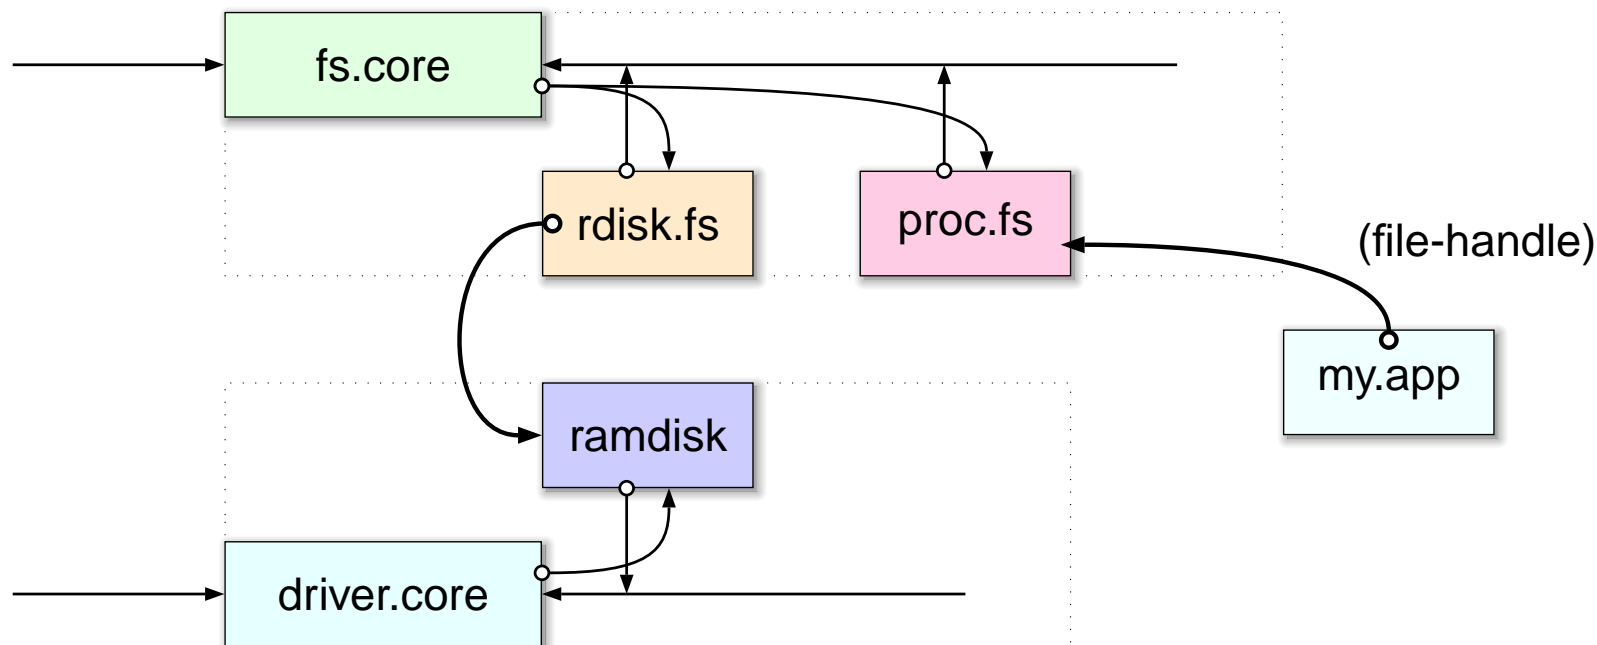 fs.core
rdisk.fs
proc.fs
(file-handle)
my.app
ramdisk
driver.core